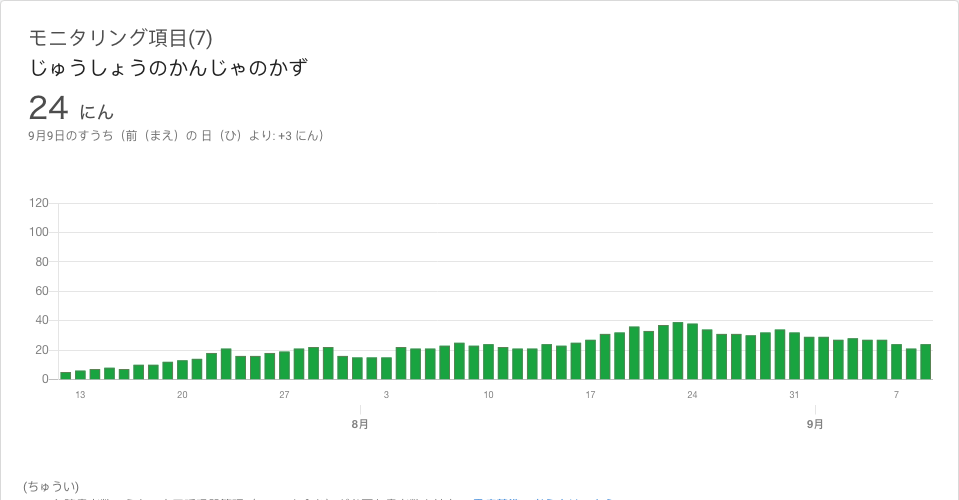 モニタリング項目(7)
じゅうしょうのかんじゃのかず
24 にん
9月9日のすうち（前（まえ）の 日（ひ）より: +3 にん）
120
100
80
60
40
20
0
13 20 27 3 10 17 24 31 7
8月 9月
(ちゅうい)